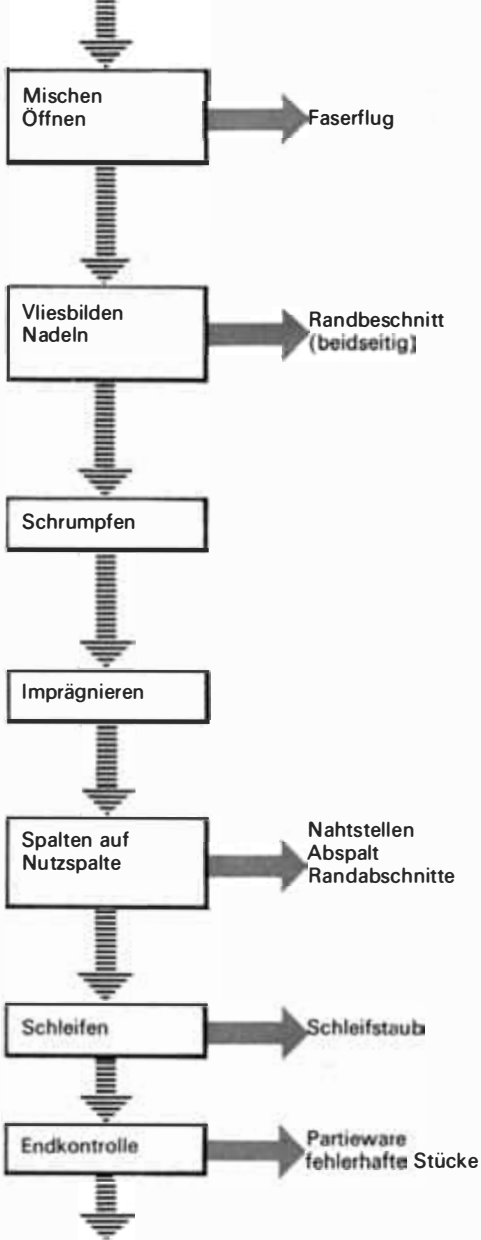 Mischen
Öffnen
Faserflug
Vliesbilden
Nadeln
Randbeschnitt
(beidseitig)
Schrumpfen
Imprägnieren
Spalten auf
Nutzspalte
Nahtstellen
Abspalt
Randabschnitte
Schleifen
Schleifstaub
Endkontrolle
Partieware
fehlerhafte Stücke